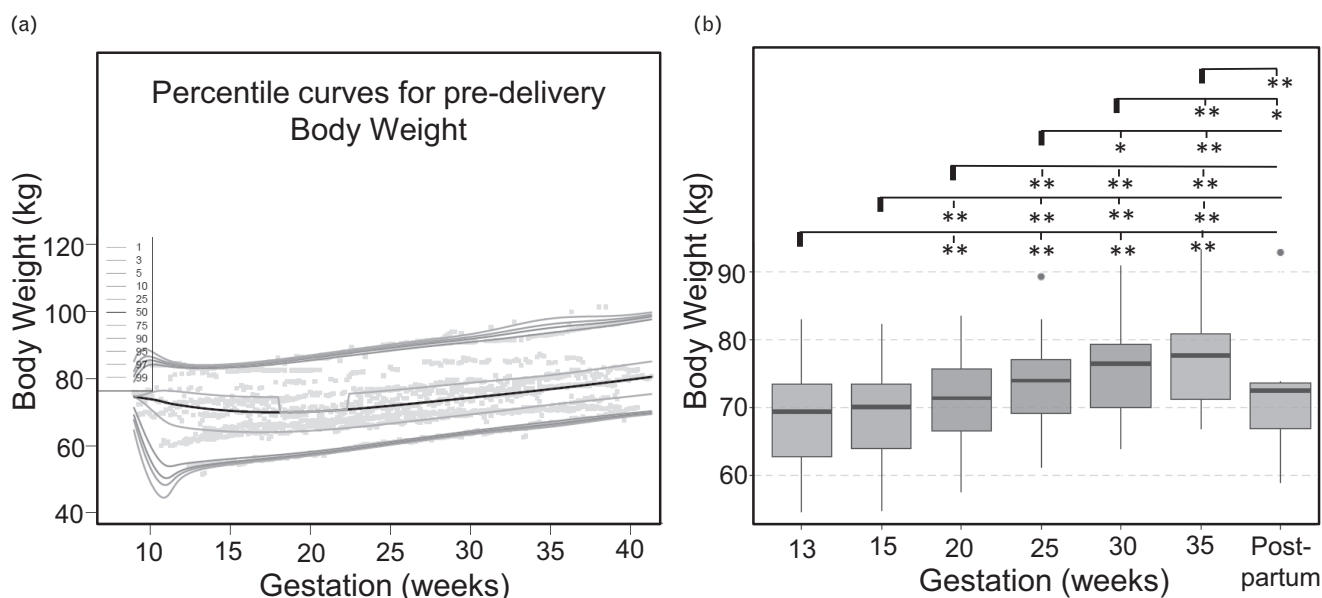 (a)
Percentile curves for pre-delivery
Body Weight
Body Weight (kg)
120
100
80
60
40
1
3
5
10
25
50
75
90
95
97
99
10 15 20 25 30 35 40
Gestation (weeks)
(b)
**
** *
* **
** ** **
** ** ** **
** ** ** **
Body Weight (kg)
90
80
70
60
13 15 20 25 30 35 Post-
partum
Gestation (weeks)